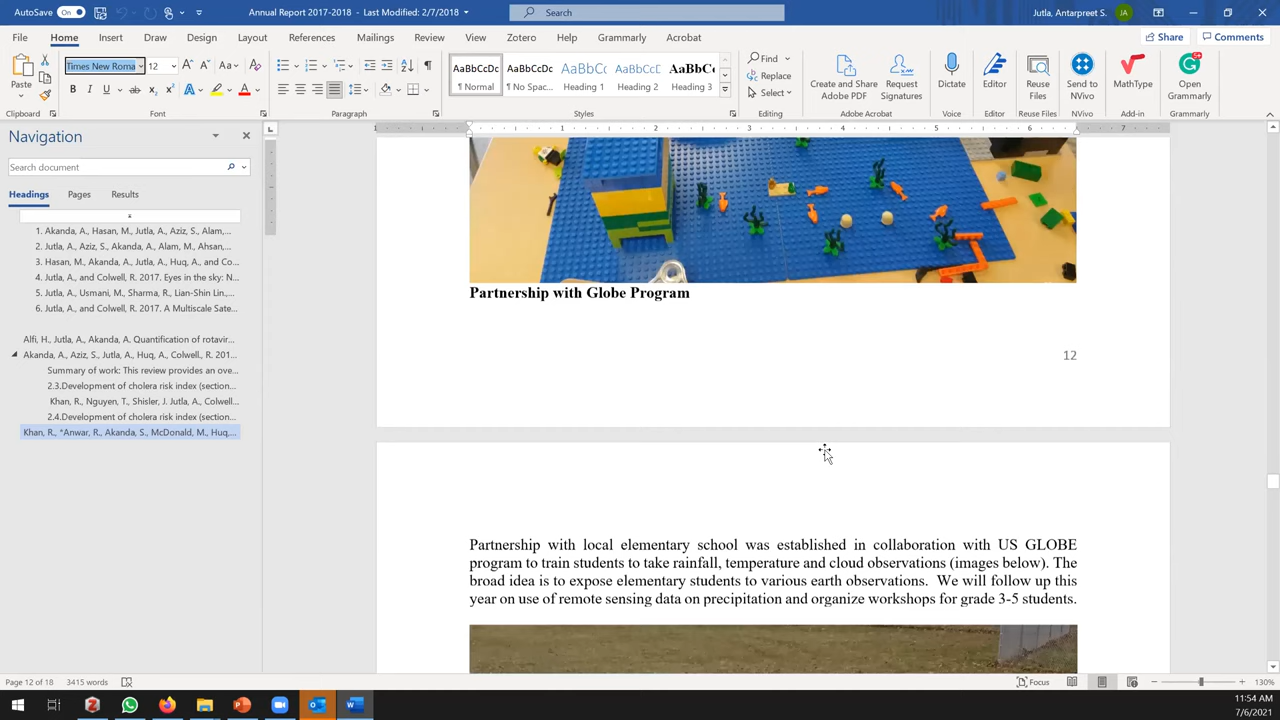 AutoSave On
Annual Report 2017-2018 - Last Modified: 2/7/2018
Search
Jutla, Antarpreet S. JA
File Home Insert Draw Design Layout References Mailings Review View Zotero Help Grammarly Acrobat
Share Comments
Paste
Times New Roma 12
AaBbCcDc AaBbCcDc AaBbCc AaBbCcD AaBbC
¶ Normal ¶ No Spac... Heading 1 Heading 2 Heading 3
Find
Replace
Select
Create and Share Adobe PDF
Request Signatures
Dictate
Editor
Reuse Files
Send to NVivo
MathType
Open Grammarly
Clipboard Font Paragraph Styles Editing Adobe Acrobat Voice Editor Reuse Files NVivo Add-in Grammarly
Navigation
Search document
Headings Pages Results
1. Akanda, A., Hasan, M., Jutla, A., Aziz, S., Alam,...
2. Jutla, A., Aziz, S., Akanda, A., Alam, M., Ahsan,...
3. Hasan, M., Akanda, A., Jutla, A., Huq, A., and Co...
4. Jutla, A., and Colwell, R. 2017. Eyes in the sky: N...
5. Jutla, A., Usmani, M., Sharma, R., Lian-Shin Lin,...
6. Jutla, A., and Colwell, R. 2017. A Multiscale Sate...
Alfi, H., Jutla, A., Akanda, A. Quantification of rotavir...
Akanda, A., Aziz, S., Jutla, A., Huq, A., Colwell, R. 201...
Summary of work: This review provides an ove...
2.3.Development of cholera risk index (section...
Khan, R., Nguyen, T., Shisler, J. Jutla, A., Colwell...
2.4.Development of cholera risk index (section...
Khan, R., *Anwar, R., Akanda, S., McDonald, M., Huq,...
1 1 2 3 4 5 6 7
Partnership with Globe Program
12
Partnership with local elementary school was established in collaboration with US GLOBE
program to train students to take rainfall, temperature and cloud observations (images below). The
broad idea is to expose elementary students to various earth observations. We will follow up this
year on use of remote sensing data on precipitation and organize workshops for grade 3-5 students.
Page 12 of 18 3415 words
Focus
130%
11:54 AM
7/6/2021